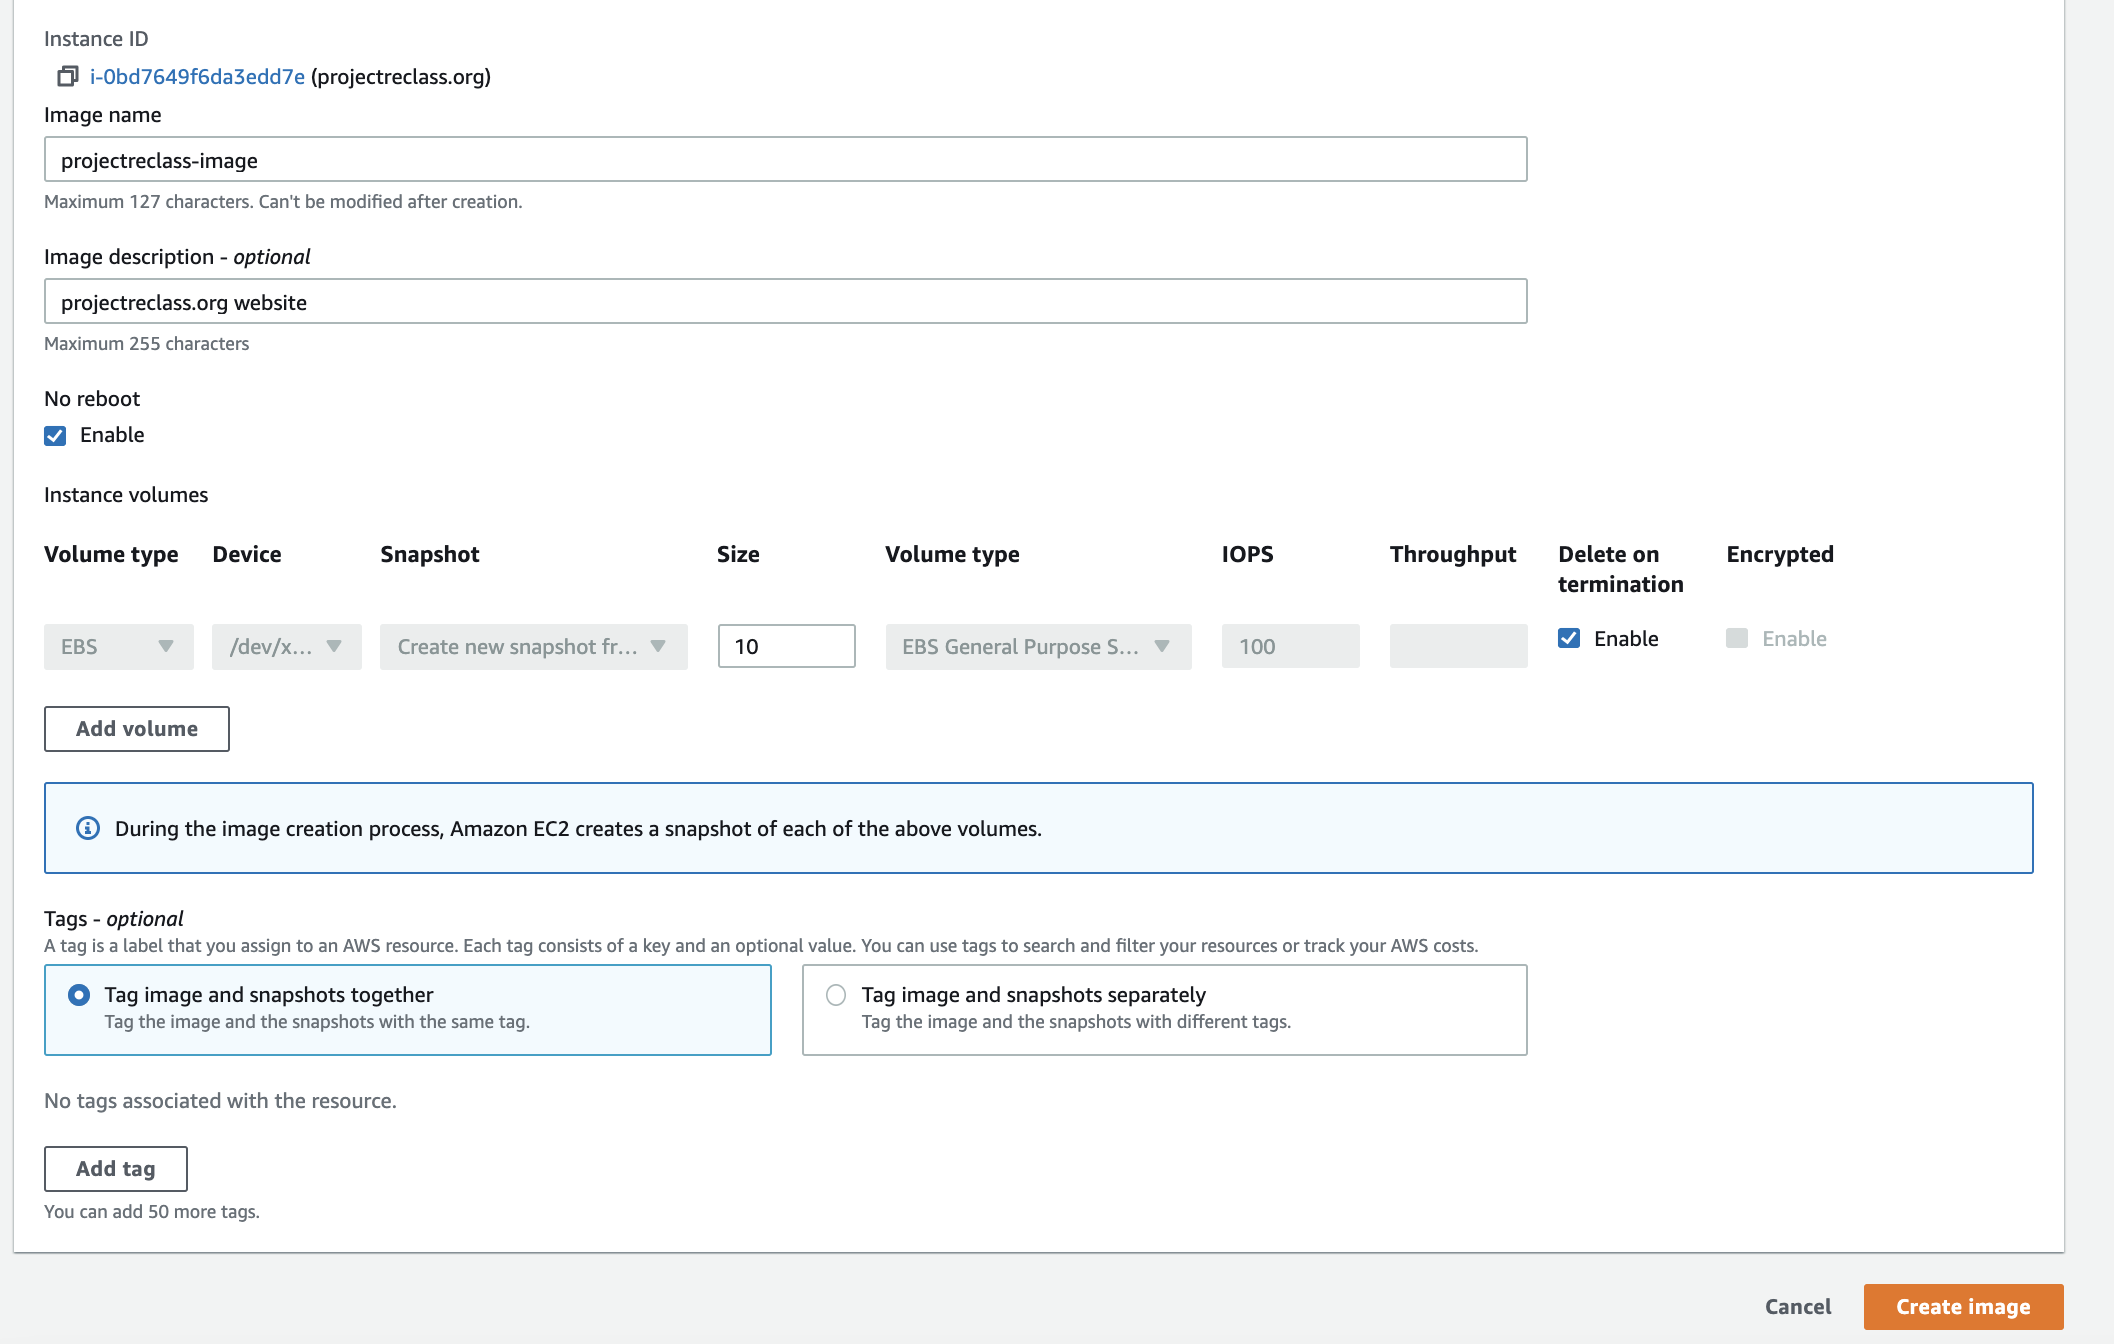 Instance ID
i-0bd7649f6da3edd7e (projectreclass.org)
Image name
projectreclass-image
Maximum 127 characters. Can't be modified after creation.
Image description - optional
projectreclass.org website
Maximum 255 characters
No reboot
Enable
Instance volumes
Volume type Device Snapshot Size Volume type IOPS Throughput Delete on termination Encrypted
EBS /dev/x... Create new snapshot fr... 10 EBS General Purpose S... 100 Enable Enable
Add volume
During the image creation process, Amazon EC2 creates a snapshot of each of the above volumes.
Tags - optional
A tag is a label that you assign to an AWS resource. Each tag consists of a key and an optional value. You can use tags to search and filter your resources or track your AWS costs.
Tag image and snapshots together
Tag the image and the snapshots with the same tag.
Tag image and snapshots separately
Tag the image and the snapshots with different tags.
No tags associated with the resource.
Add tag
You can add 50 more tags.
Cancel Create image